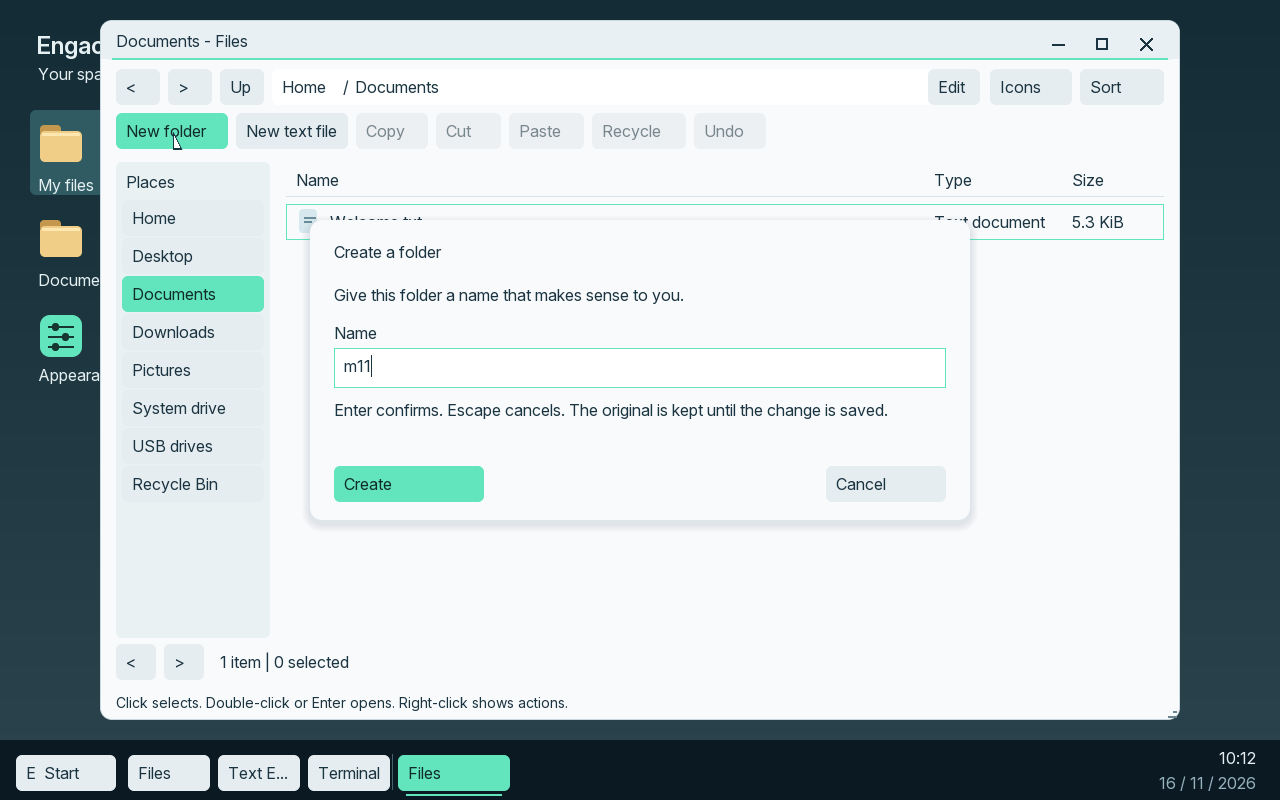 Documents - Files
< > Up Home / Documents Edit Icons Sort
New folder New text file Copy Cut Paste Recycle Undo
Your
My files
Appeara
Places
Home
Desktop
Documents
Downloads
Pictures
System drive
USB drives
Recycle Bin
Name Type Size
Welcome.txt Text document 5.3 KiB
Create a folder
Give this folder a name that makes sense to you.
Name
m11
Enter confirms. Escape cancels. The original is kept until the change is saved.
Create Cancel
< > 1 item | 0 selected
Click selects. Double-click or Enter opens. Right-click shows actions.
E Start Files Text E... Terminal Files
10:12
16 / 11 / 2026